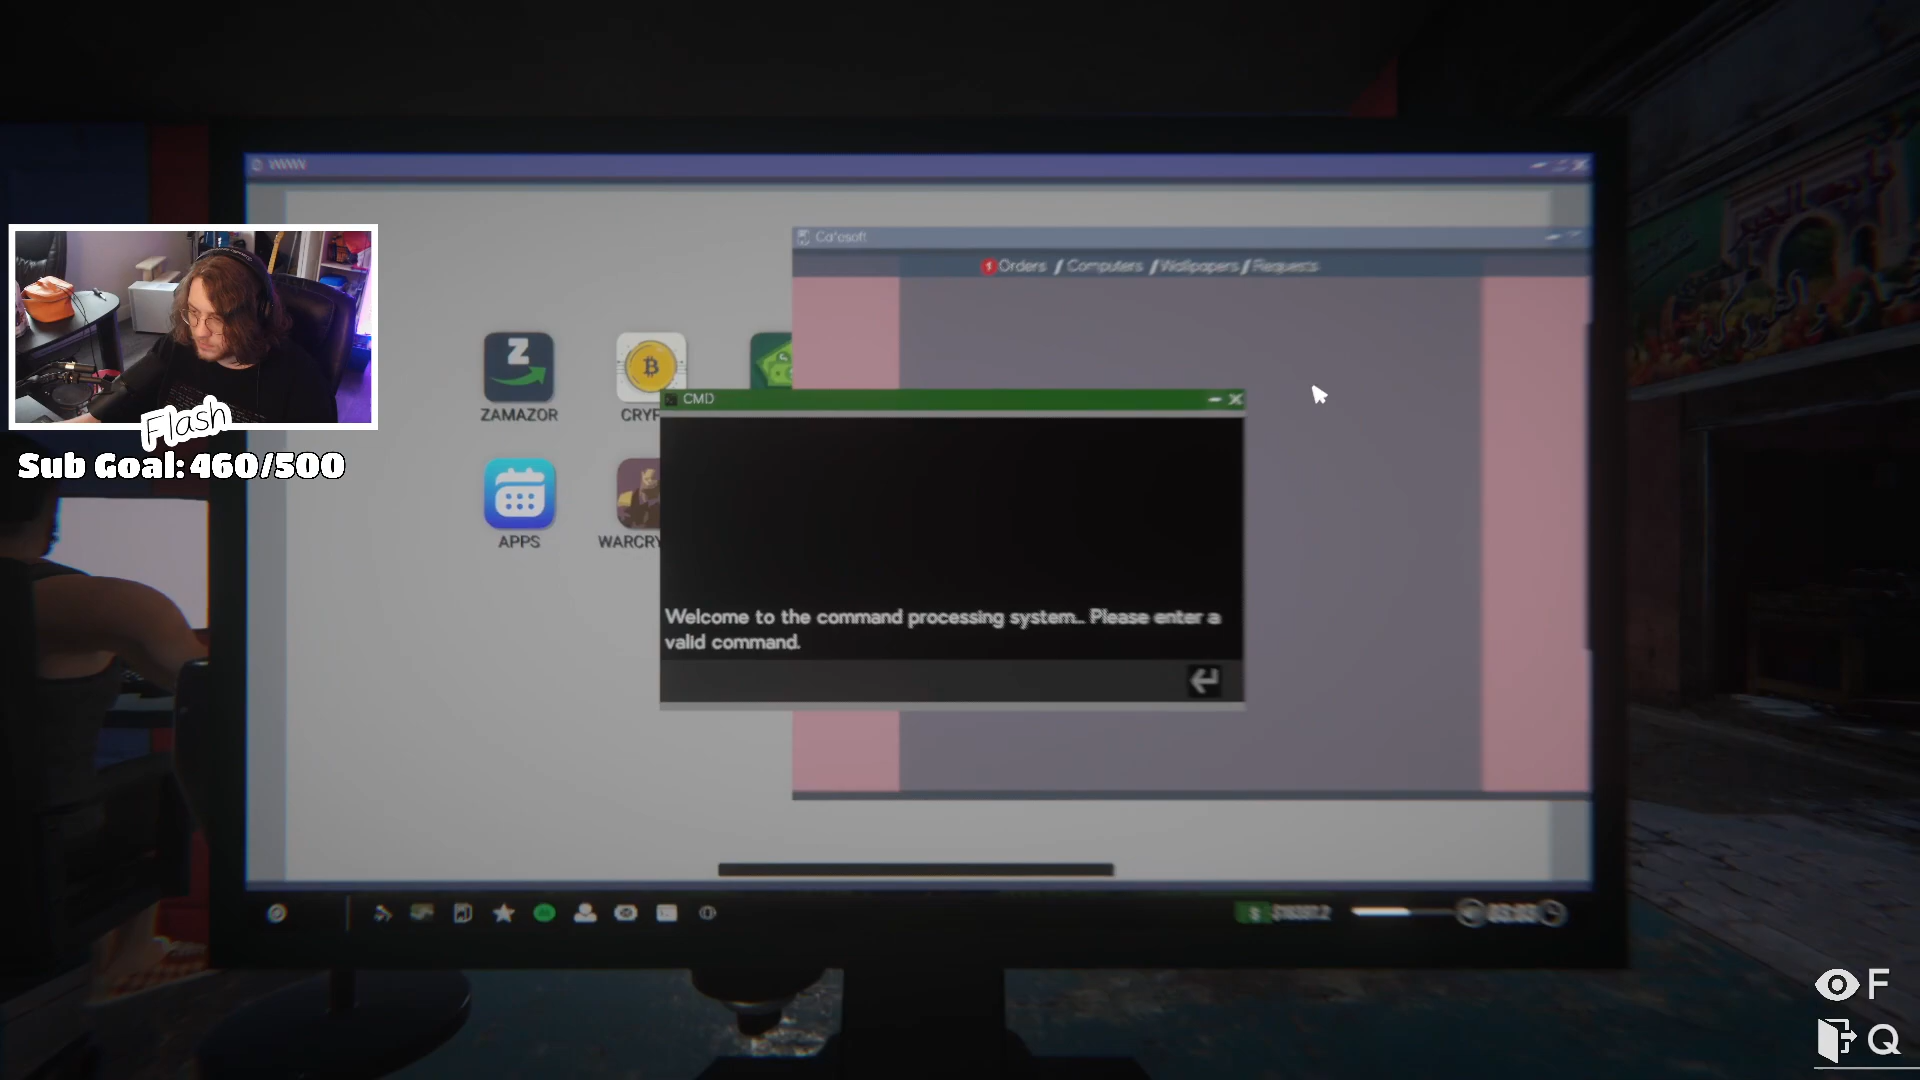 WWW
Ca*esoft
1 Orders / Computers / Wallpapers / Requests
Z
ZAMAZOR
CRYP
CMD
APPS
WARCRY
Welcome to the command processing system... Please enter a
valid command.
Flash
Sub Goal: 460/500
$
F
Q